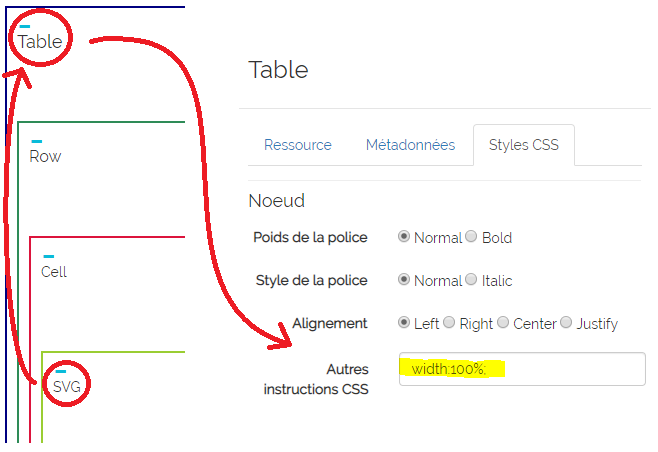 Table
Row
Cell
SVG
Table
Ressource Métadonnées Styles CSS
Noeud
Poids de la police Normal Bold
Style de la police Normal Italic
Alignement Left Right Center Justify
Autres
instructions CSS
width:100%;